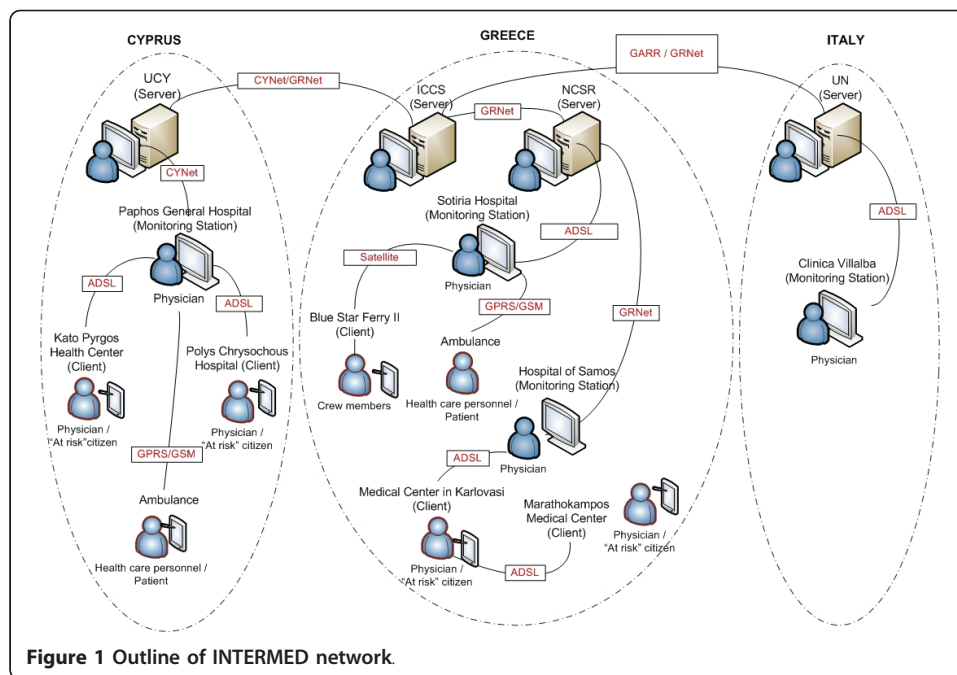 CYPRUS
GREECE
ITALY
GARR / GRNet
UCY
(Server)
CYNet/GRNet
ICCS
(Server)
GRNet
NCSR
(Server)
UN
(Server)
CYNet
Paphos General Hospital
(Monitoring Station)
Sotiria Hospital
(Monitoring Station)
ADSL
ADSL
Satellite
Clinica Villalba
(Monitoring Station)
ADSL
Physician
ADSL
Physician
GPRS/GSM
GRNet
Kato Pyrgos
Health Center
(Client)
Polys Chrysochous
Hospital (Client)
Blue Star Ferry II
(Client)
Ambulance
Physician
Crew members
Health care personnel /
Patient
Hospital of Samos
(Monitoring Station)
Physician /
"At risk"citizen
Physician /
"At risk" citizen
GPRS/GSM
ADSL
Physician
Ambulance
Medical Center in Karlovasi
(Client)
Marathokampos
Medical Center
(Client)
Physician /
"At risk" citizen
Health care personnel /
Patient
Physician /
"At risk" citizen
ADSL
Figure 1 Outline of INTERMED network.